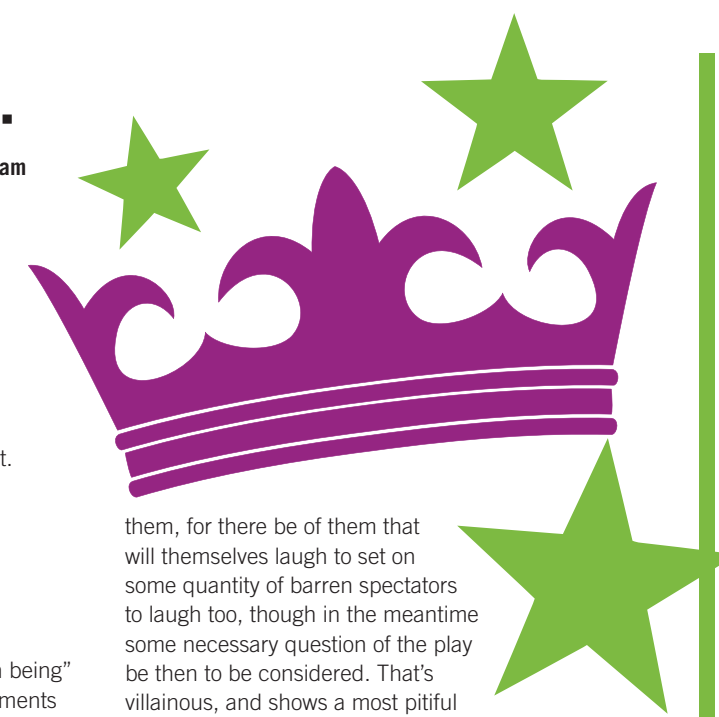 am
t.
being”
them, for there be of them that
will themselves laugh to set on
some quantity of barren spectators
to laugh too, though in the meantime
some necessary question of the play
be then to be considered. That’s
villainous, and shows a most pitiful